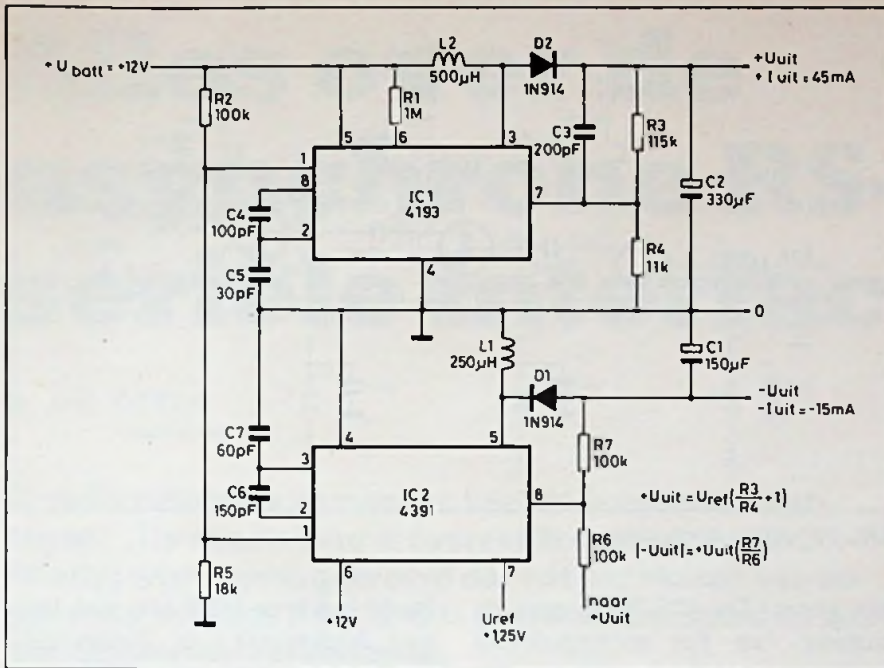 +Ubatt = +12V
L2
500µH
D2
1N914
+Uuit
+Iuit = 45mA
R2
100k
R1
1M
C3
200pF
R3
115k
C2
330µF
5
6
3
1
8
2
7
4
IC1
4193
C4
100pF
C5
30pF
R4
11k
0
L1
250µH
C1
150µF
D1
1N914
-Uuit
-Iuit = -15mA
C7
60pF
C6
150pF
4
5
3
2
1
8
6
7
IC2
4391
R7
100k
R6
100k
+Uuit = Uref(R3/R4 + 1)
|-Uuit| = +Uuit(R7/R6)
R5
18k
+12V
Uref
+1,25V
naar
+Uuit